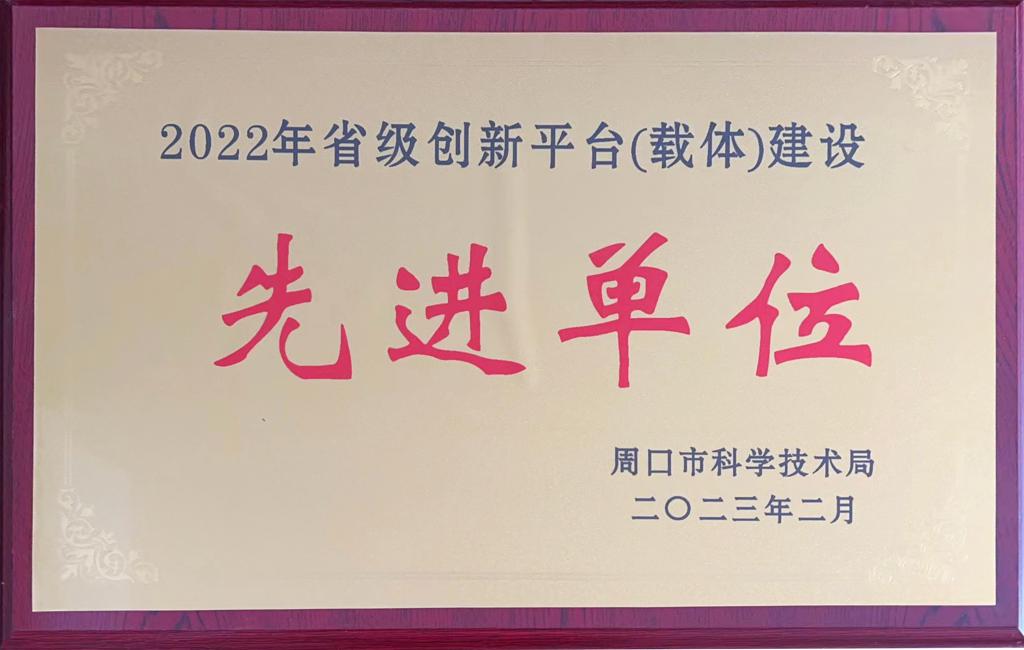 2022年省级创新平台(载体)建设
先进单位
周口市科学技术局
二〇二三年二月